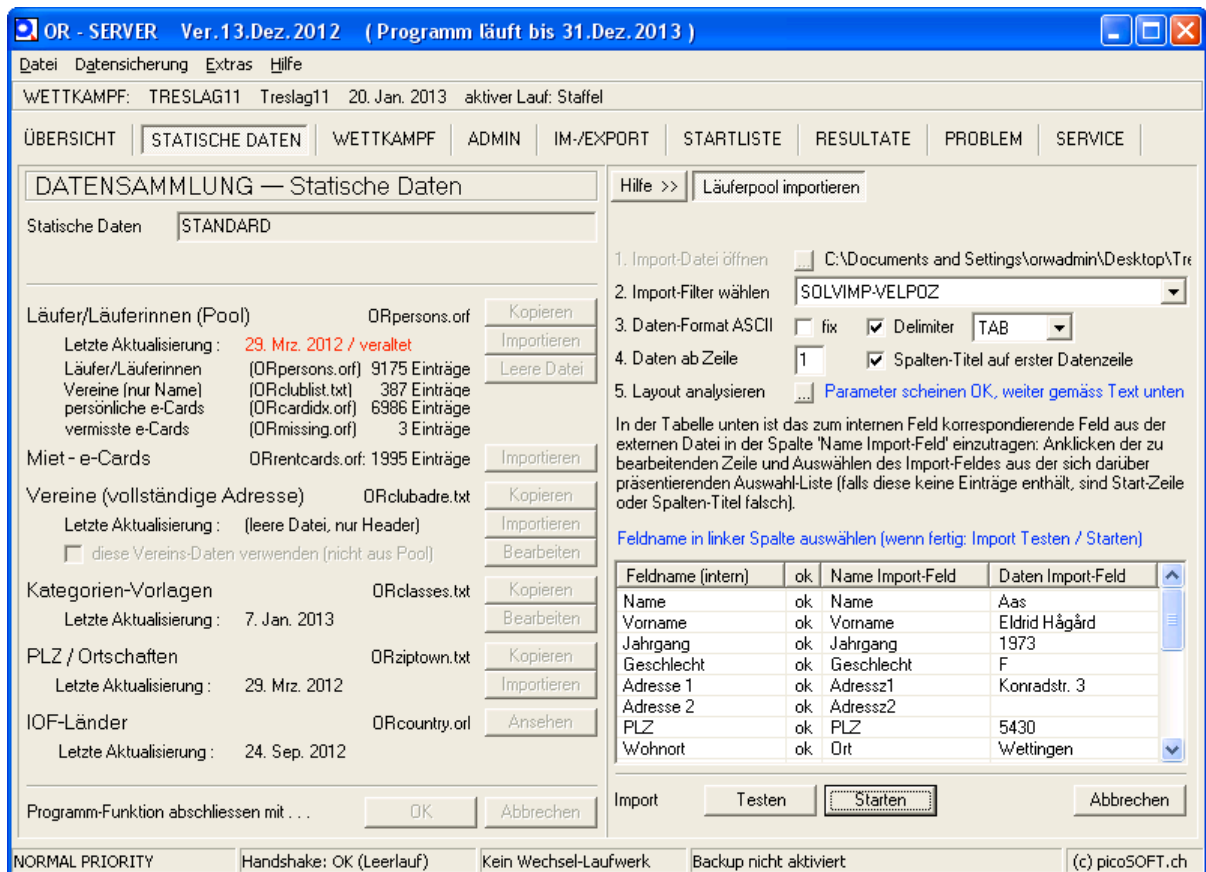 OR - SERVER Ver.13.Dez.2012 ( Programm läuft bis 31.Dez.2013 )
Datei Datensicherung Extras Hilfe
WETTKAMPF: TRESLAG11 Treslag11 20. Jan. 2013 aktiver Lauf: Staffel
ÜBERSICHT STATISCHE DATEN WETTKAMPF ADMIN IM-/EXPORT STARTLISTE RESULTATE PROBLEM SERVICE
DATENSAMMLUNG — Statische Daten
Statische Daten STANDARD
Läufer/Läuferinnen (Pool) ORpersons.orf Kopieren
Letzte Aktualisierung : 29. Mrz. 2012 / veraltet Importieren
Läufer/Läuferinnen (ORpersons.orf) 9175 Einträge Leere Datei
Vereine (nur Name) (ORclublist.txt) 387 Einträge
persönliche e-Cards (ORcardidx.orf) 6986 Einträge
vermisste e-Cards (ORmissing.orf) 3 Einträge
Miet - e-Cards ORrentcards.orf: 1995 Einträge Importieren
Vereine (vollständige Adresse) ORclubadre.txt Kopieren
Letzte Aktualisierung : (leere Datei, nur Header) Importieren
diese Vereins-Daten verwenden (nicht aus Pool) Bearbeiten
Kategorien-Vorlagen ORclasses.txt Kopieren
Letzte Aktualisierung : 7. Jan. 2013 Bearbeiten
PLZ / Ortschaften ORziptown.txt Kopieren
Letzte Aktualisierung : 29. Mrz. 2012 Importieren
IOF-Länder ORcountry.orl Ansehen
Letzte Aktualisierung : 24. Sep. 2012
Programm-Funktion abschliessen mit . . . OK Abbrechen
Hilfe >> Läuferpool importieren
1. Import-Datei öffnen ... C:\Documents and Settings\orwadmin\Desktop\Tre
2. Import-Filter wählen SOLVIMP-VELPOZ
3. Daten-Format ASCII fix Delimiter TAB
4. Daten ab Zeile 1 Spalten-Titel auf erster Datenzeile
5. Layout analysieren ... Parameter scheinen OK, weiter gemäss Text unten
In der Tabelle unten ist das zum internen Feld korrespondierende Feld aus der
externen Datei in der Spalte 'Name Import-Feld' einzutragen: Anklicken der zu
bearbeitenden Zeile und Auswählen des Import-Feldes aus der sich darüber
präsentierenden Auswahl-Liste (falls diese keine Einträge enthält, sind Start-Zeile
oder Spalten-Titel falsch).
Feldname in linker Spalte auswählen (wenn fertig: Import Testen / Starten)
Feldname (intern) ok Name Import-Feld Daten Import-Feld
Name ok Name Aas
Vorname ok Vorname Eldrid Hågård
Jahrgang ok Jahrgang 1973
Geschlecht ok Geschlecht F
Adresse 1 ok Adressz1 Konradstr. 3
Adresse 2 ok Adressz2
PLZ ok PLZ 5430
Wohnort ok Ort Wettingen
Import Testen Starten Abbrechen
NORMAL PRIORITY Handshake: OK (Leerlauf) Kein Wechsel-Laufwerk Backup nicht aktiviert (c) picoSOFT.ch